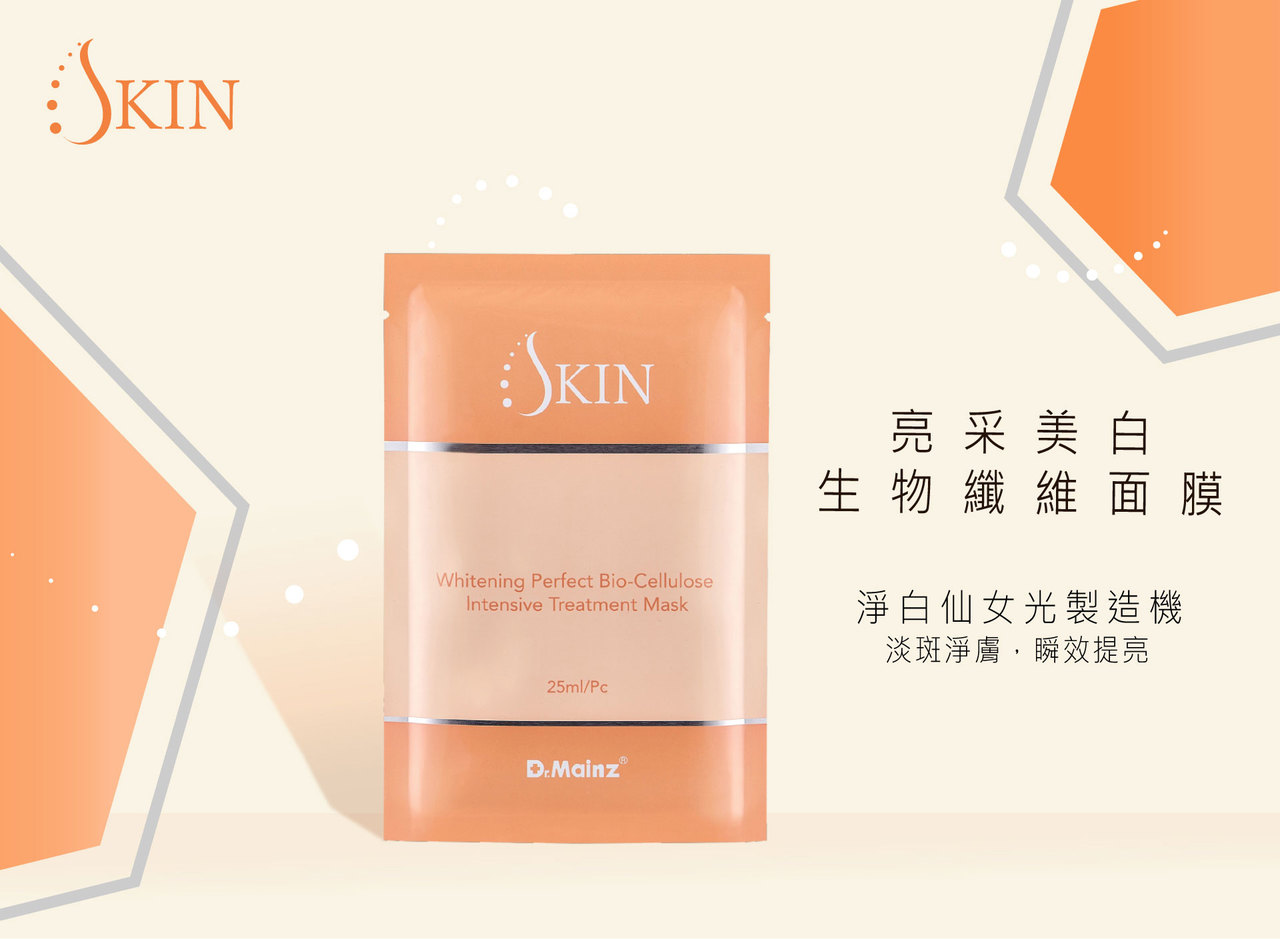 SKIN
SKIN
Whitening Perfect Bio-Cellulose
Intensive Treatment Mask
25ml/Pc
Dr.Mainz®
亮采美白
生物纖維面膜
淨白仙女光製造機
淡斑淨膚，瞬效提亮